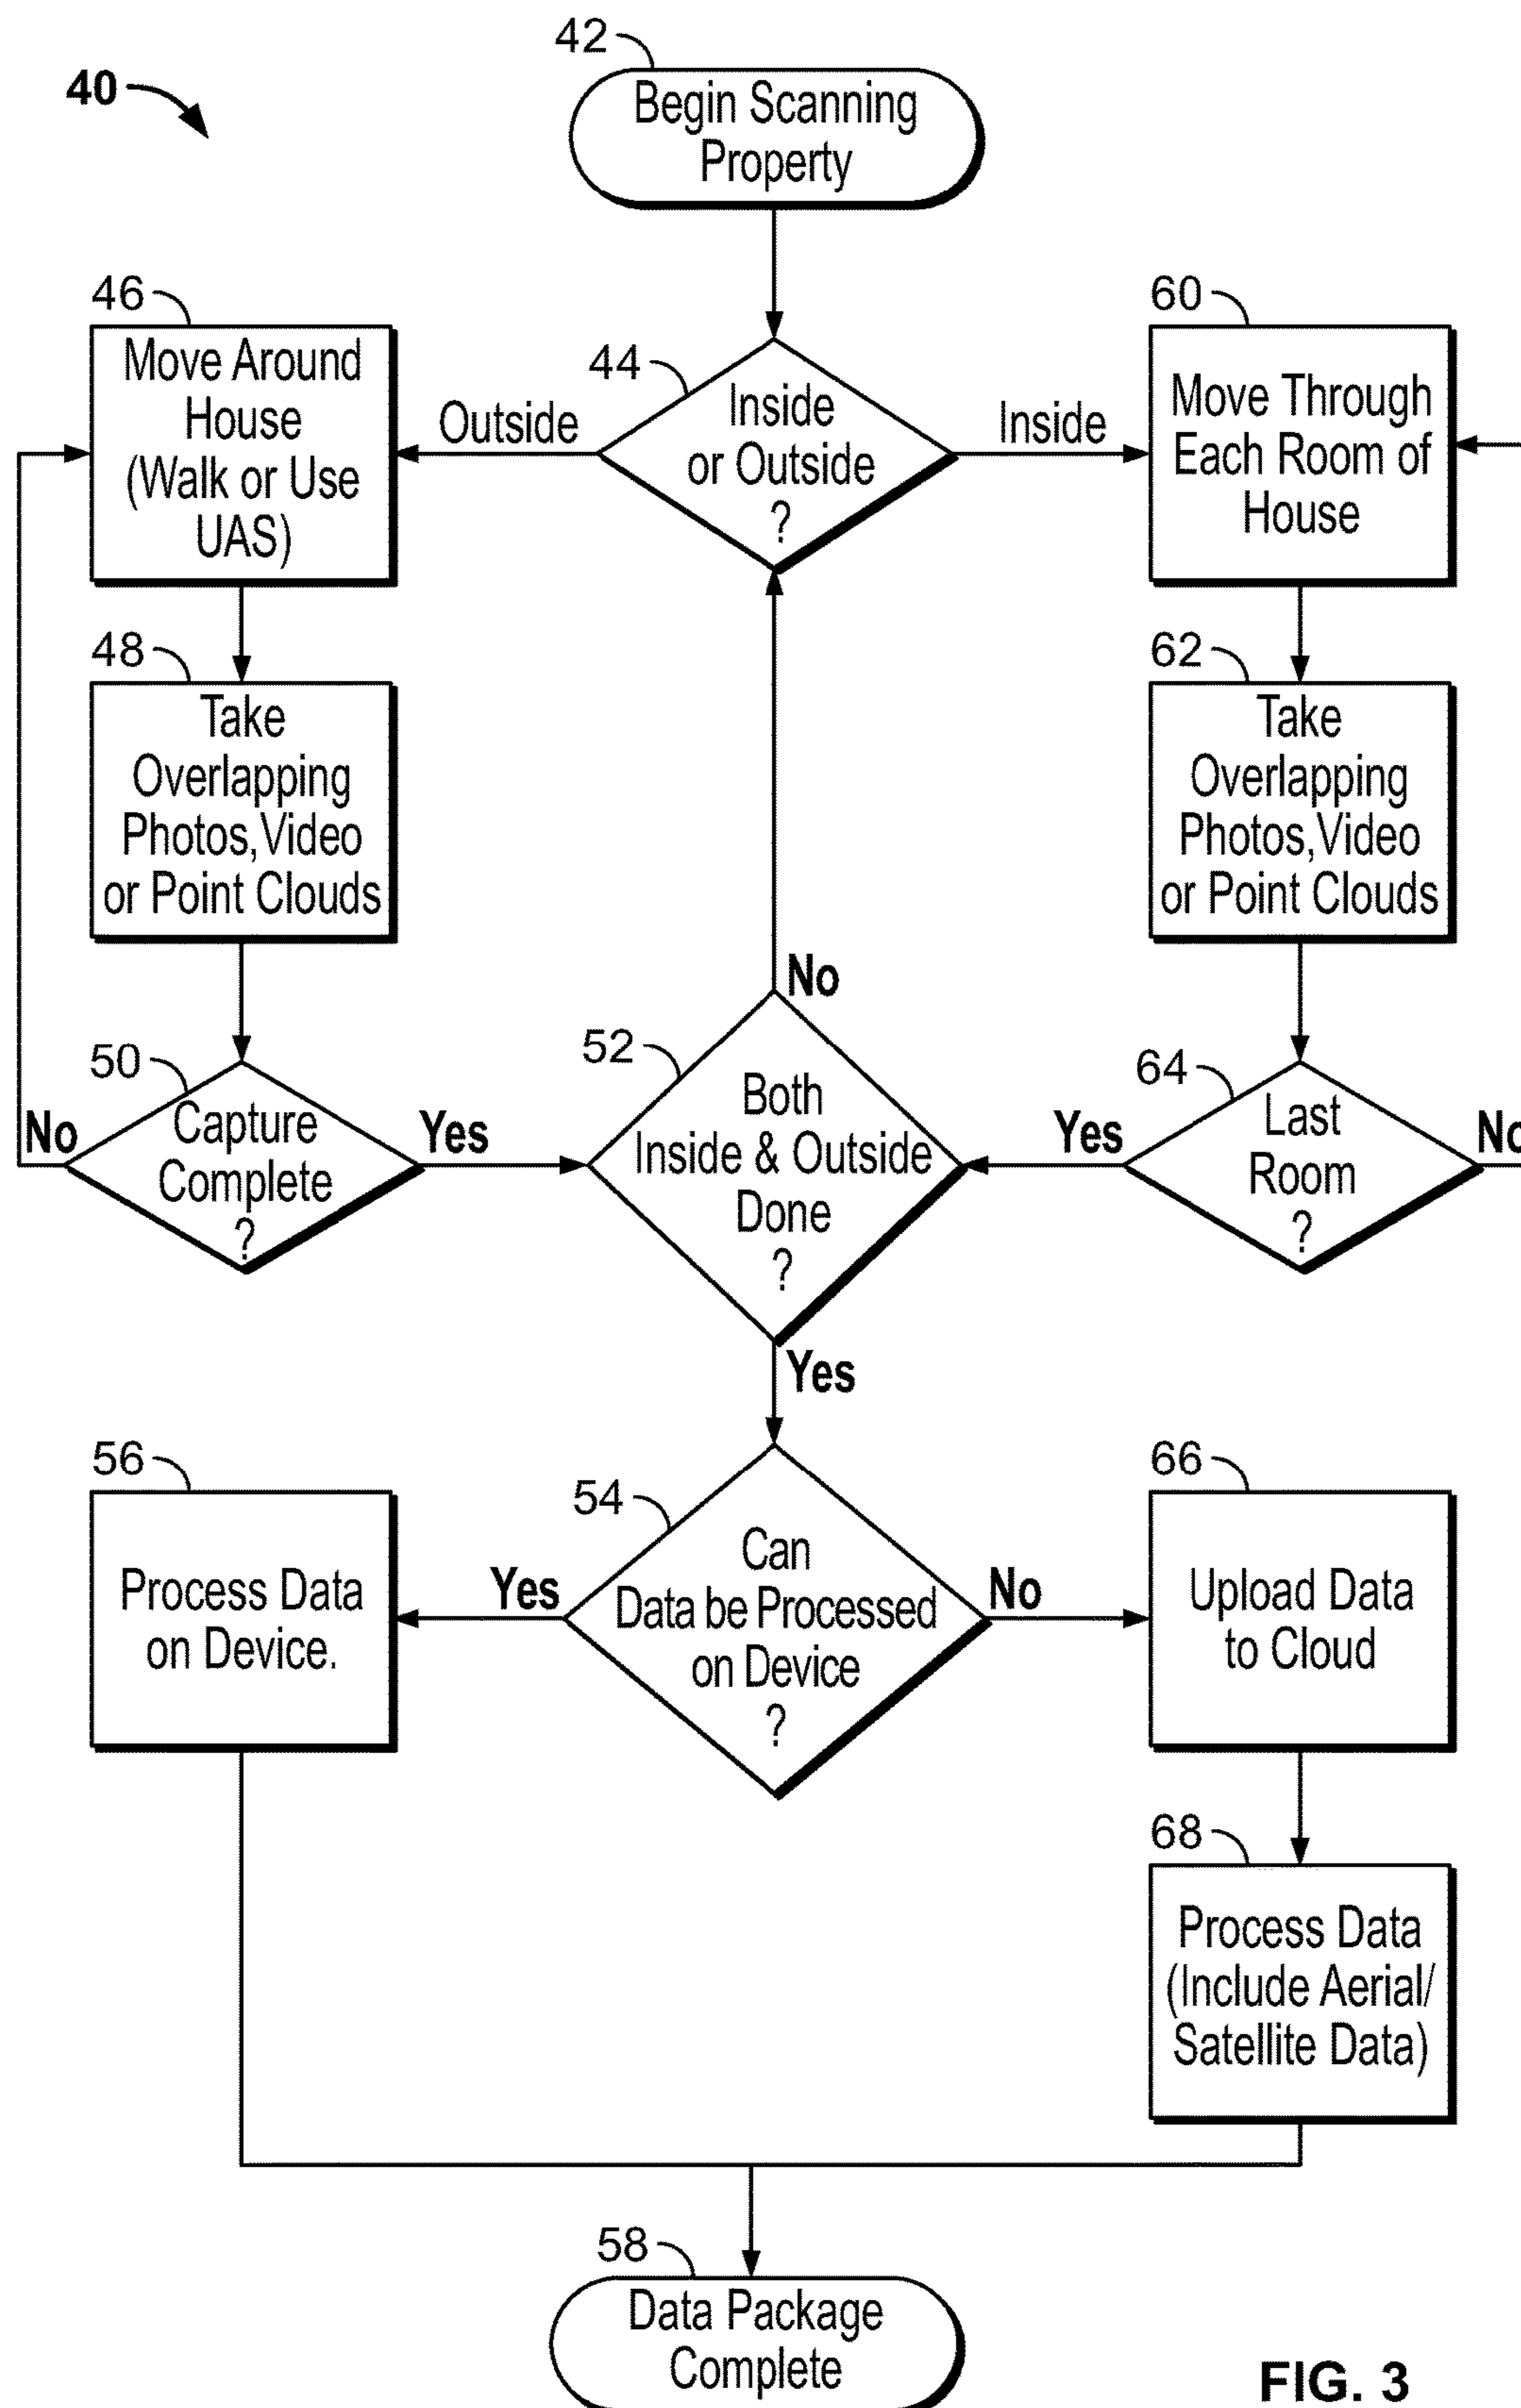 42
40
Begin Scanning
Property
46
Move Around
House
(Walk or Use
UAS)
Outside
44
Inside
or Outside
?
Inside
60
Move Through
Each Room of
House
48
Take
Overlapping
Photos,Video
or Point Clouds
62
Take
Overlapping
Photos,Video
or Point Clouds
50
No
Capture
Complete
?
Yes
52
No
Both
Inside & Outside
Done
?
Yes
64
Yes
Last
Room
?
No
56
Process Data
on Device.
54
Yes
Can
Data be Processed
on Device
?
No
66
Upload Data
to Cloud
68
Process Data
(Include Aerial/
Satellite Data)
58
Data Package
Complete
FIG. 3